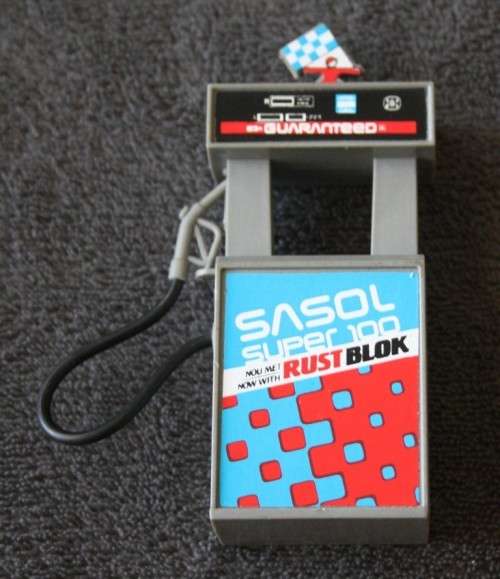 GUARANTEED
SASOL
SUPER 100
NOU MET
NOW WITH RUST BLOK